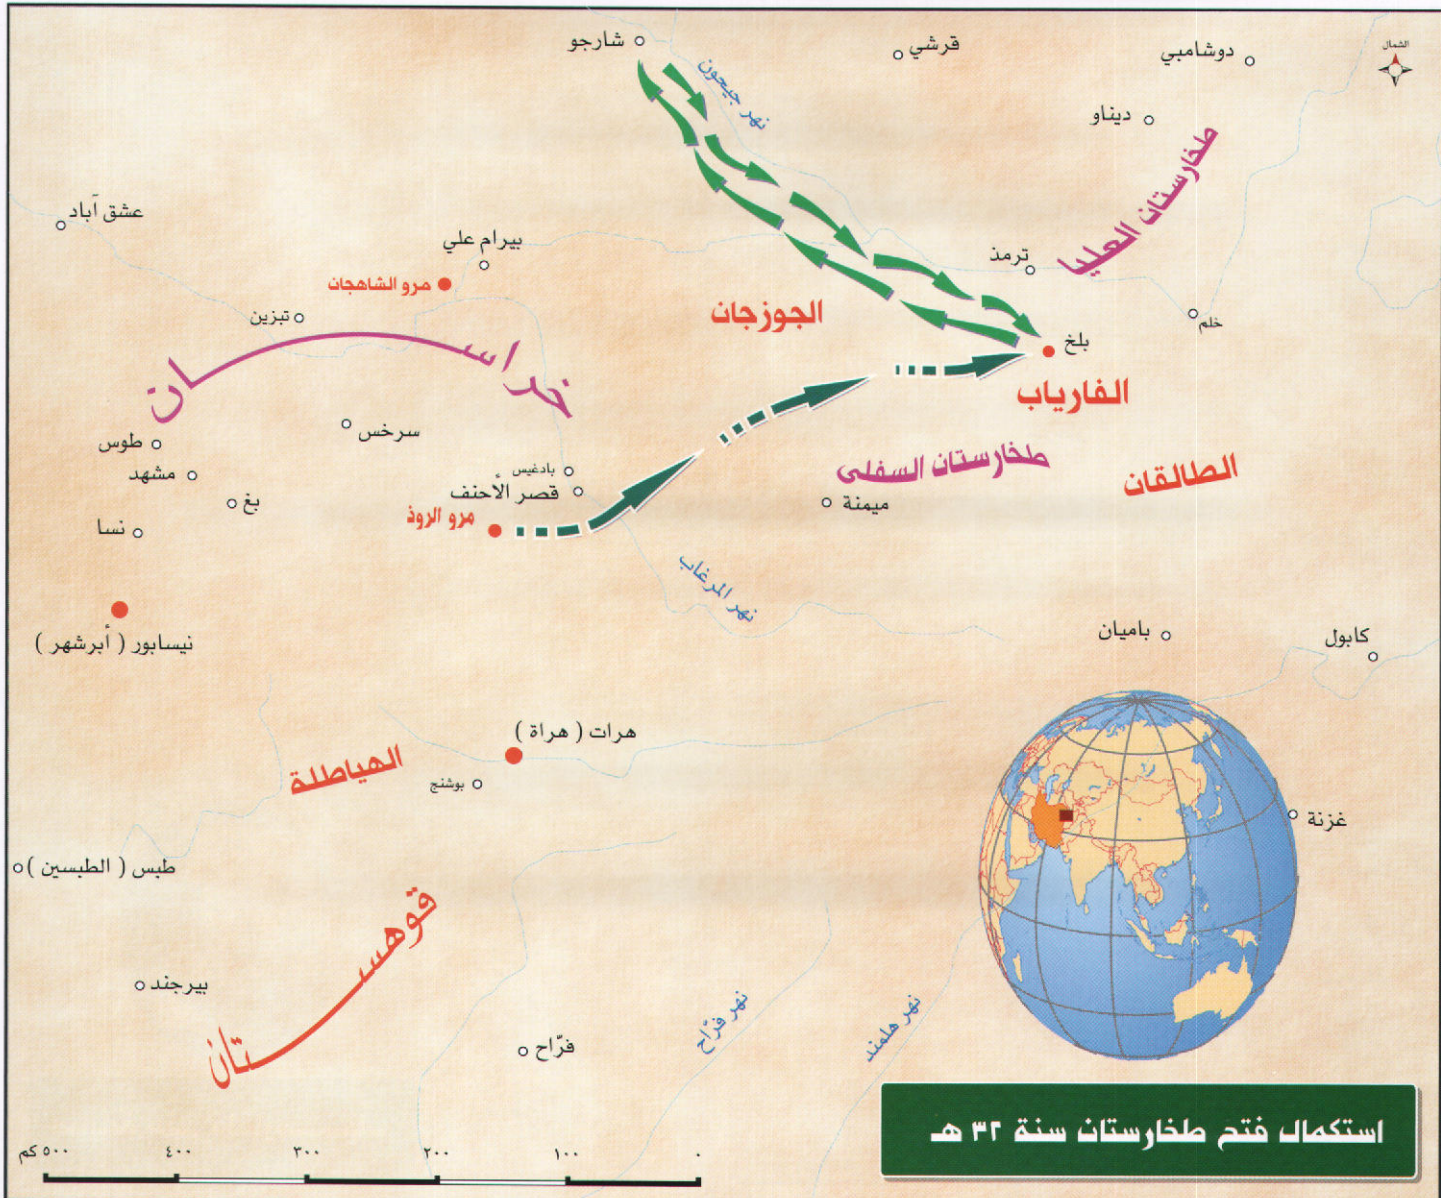 شارجو
قرشي
دوشامبي
الشمال
نهر جيحون
ديناو
طخارستان العليا
عشق آباد
بيرام علي
ترمذ
مرو الشاهجان
تبزين
الجوزجان
خلم
بلخ
خراسان
الفارياب
سرخس
طوس
بادغيس
طخارستان السفلى
الطالقان
مشهد
قصر الأحنف
بغ
ميمنة
مرو الروذ
نسا
نهر المرغاب
نيسابور ( أبرشهر )
باميان
كابول
هرات ( هراة )
الهياطلة
بوشنج
غزنة
طبس ( الطبسين )
قوهستان
بيرجند
نهر فرّاح
نهر هلمند
فرّاح
استكمال فتح طخارستان سنة ٣٢ هـ
٥٠٠ كم ٤٠٠ ٣٠٠ ٢٠٠ ١٠٠ ٠